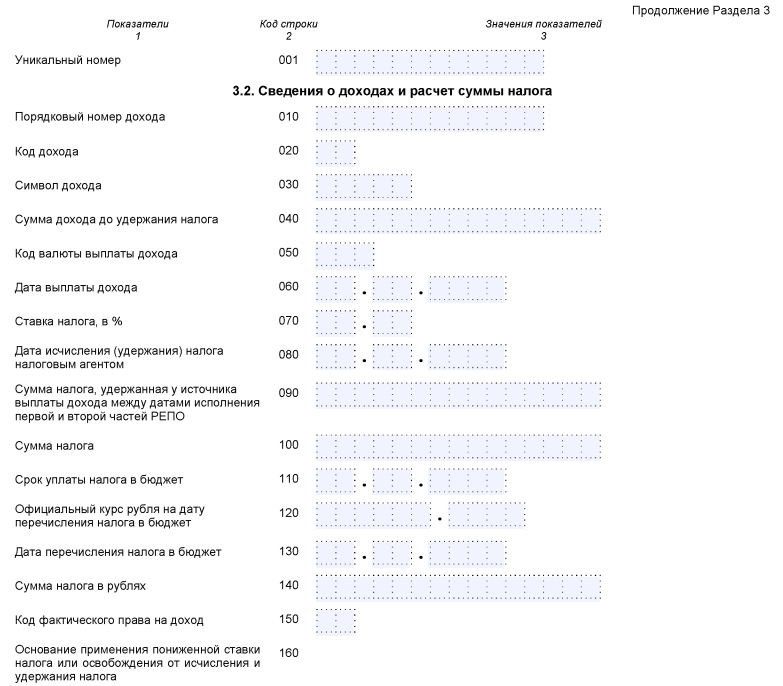 Продолжение Раздела 3
Показатели Код строки Значения показателей
1 2 3
Уникальный номер 001
3.2. Сведения о доходах и расчет суммы налога
Порядковый номер дохода 010
Код дохода 020
Символ дохода 030
Сумма дохода до удержания налога 040
Код валюты выплаты дохода 050
Дата выплаты дохода 060 . .
Ставка налога, в % 070 .
Дата исчисления (удержания) налога 080 . .
налоговым агентом
Сумма налога, удержанная у источника 090
выплаты дохода между датами исполнения
первой и второй частей РЕПО
Сумма налога 100
Срок уплаты налога в бюджет 110 . .
Официальный курс рубля на дату 120 .
перечисления налога в бюджет
Дата перечисления налога в бюджет 130 . .
Сумма налога в рублях 140
Код фактического права на доход 150
Основание применения пониженной ставки 160
налога или освобождения от исчисления и
удержания налога